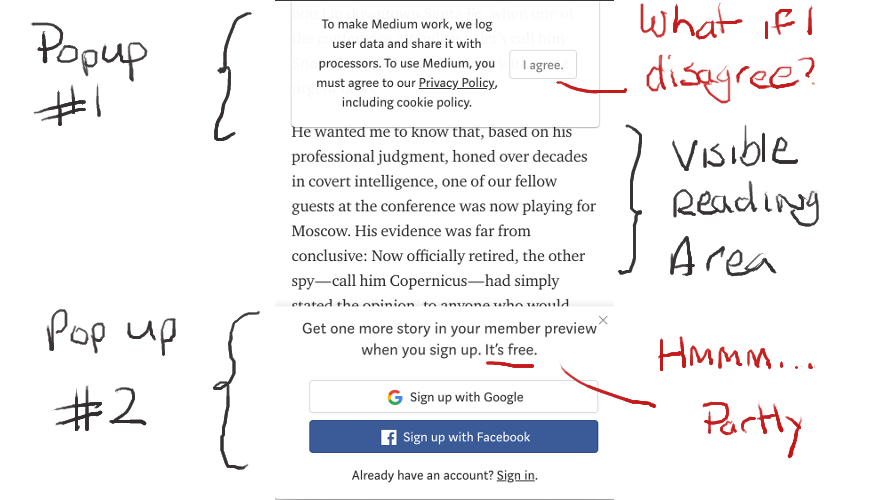 Popup
#1
To make Medium work, we log
user data and share it with
processors. To use Medium, you
must agree to our Privacy Policy,
including cookie policy.
I agree.
What if I
disagree?
He wanted me to know that, based on his
professional judgment, honed over decades
in covert intelligence, one of our fellow
guests at the conference was now playing for
Moscow. His evidence was far from
conclusive: Now officially retired, the other
spy—call him Copernicus—had simply
stated the opinion, to anyone who would
Visible
Reading
Area
Pop up
#2
Get one more story in your member preview
when you sign up. It's free.
×
Sign up with Google
Sign up with Facebook
Already have an account? Sign in.
Hmmm...
Partly